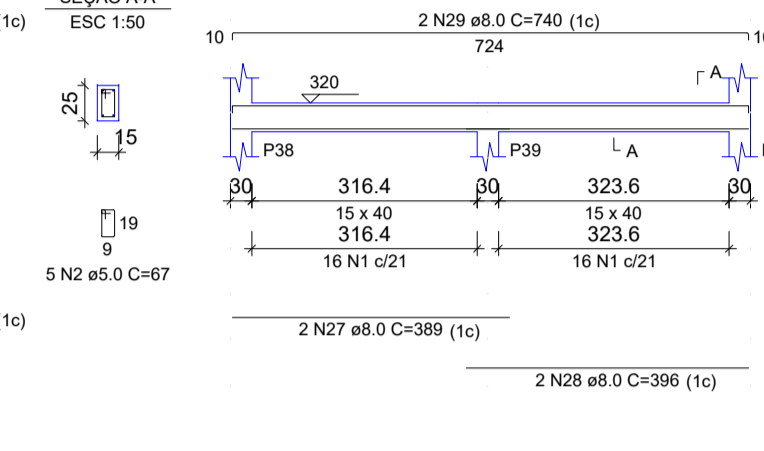 1c)
ESC 1:50
25
15
19
9
5 N2 ø5.0 C=67
1c)
2 N29 ø8.0 C=740 (1c)
10
724
320
A
P38
P39
A
30
316.4
30
323.6
30
15 x 40
15 x 40
316.4
323.6
16 N1 c/21
16 N1 c/21
2 N27 ø8.0 C=389 (1c)
2 N28 ø8.0 C=396 (1c)